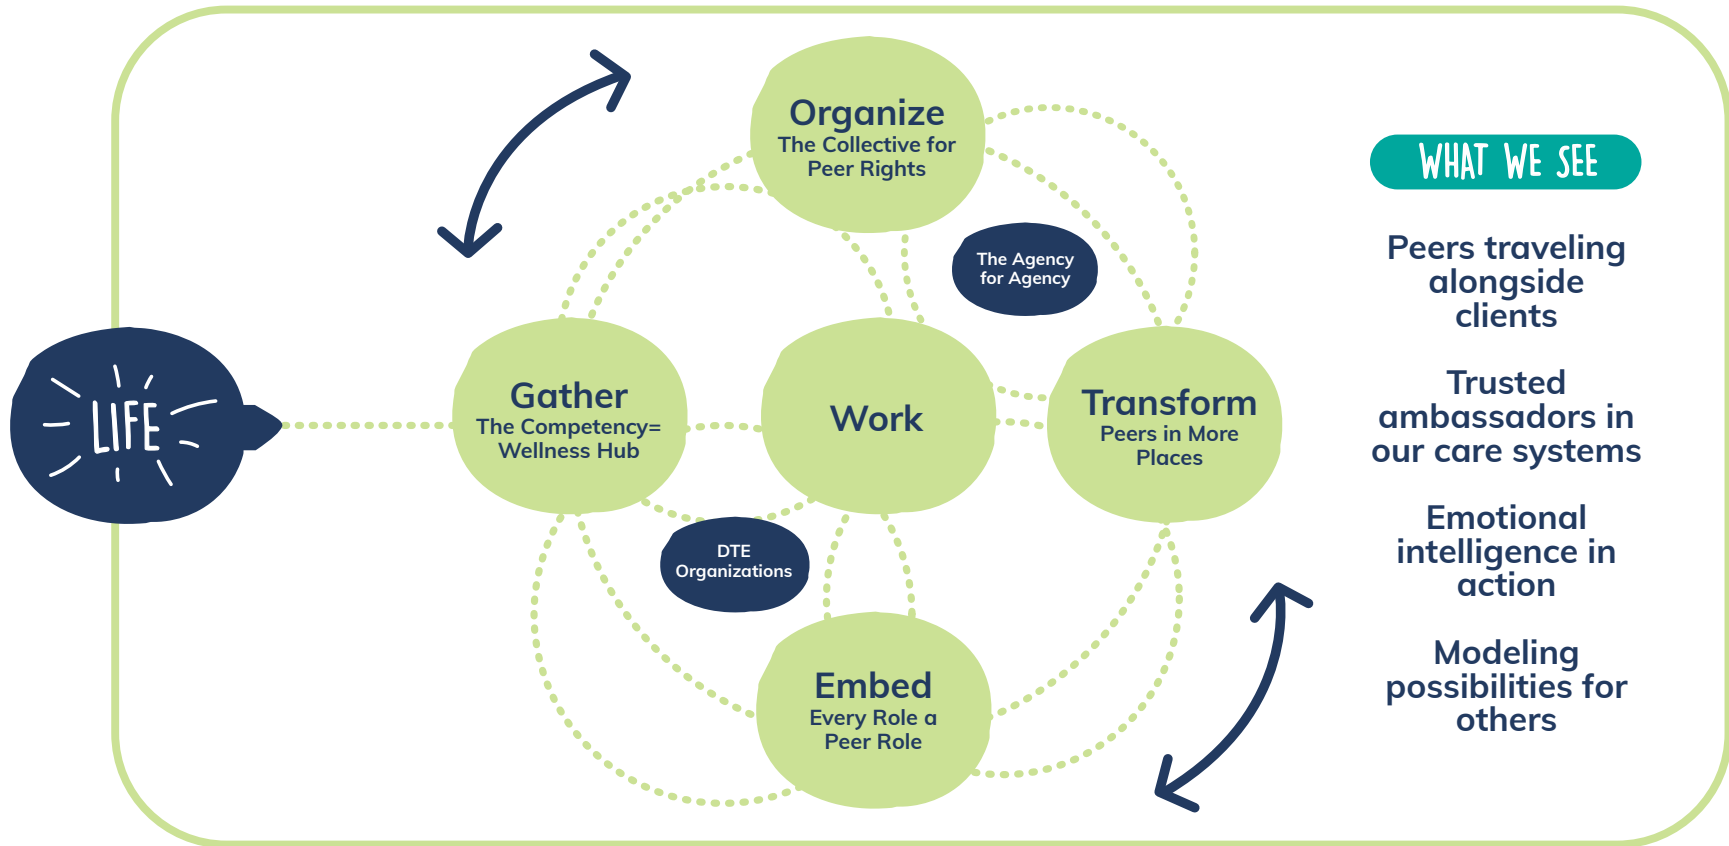 LIFE
Organize
The Collective for
Peer Rights
The Agency
for Agency
Gather
The Competency=
Wellness Hub
Work
Transform
Peers in More
Places
DTE
Organizations
Embed
Every Role a
Peer Role
WHAT WE SEE
Peers traveling
alongside
clients
Trusted
ambassadors in
our care systems
Emotional
intelligence in
action
Modeling
possibilities for
others